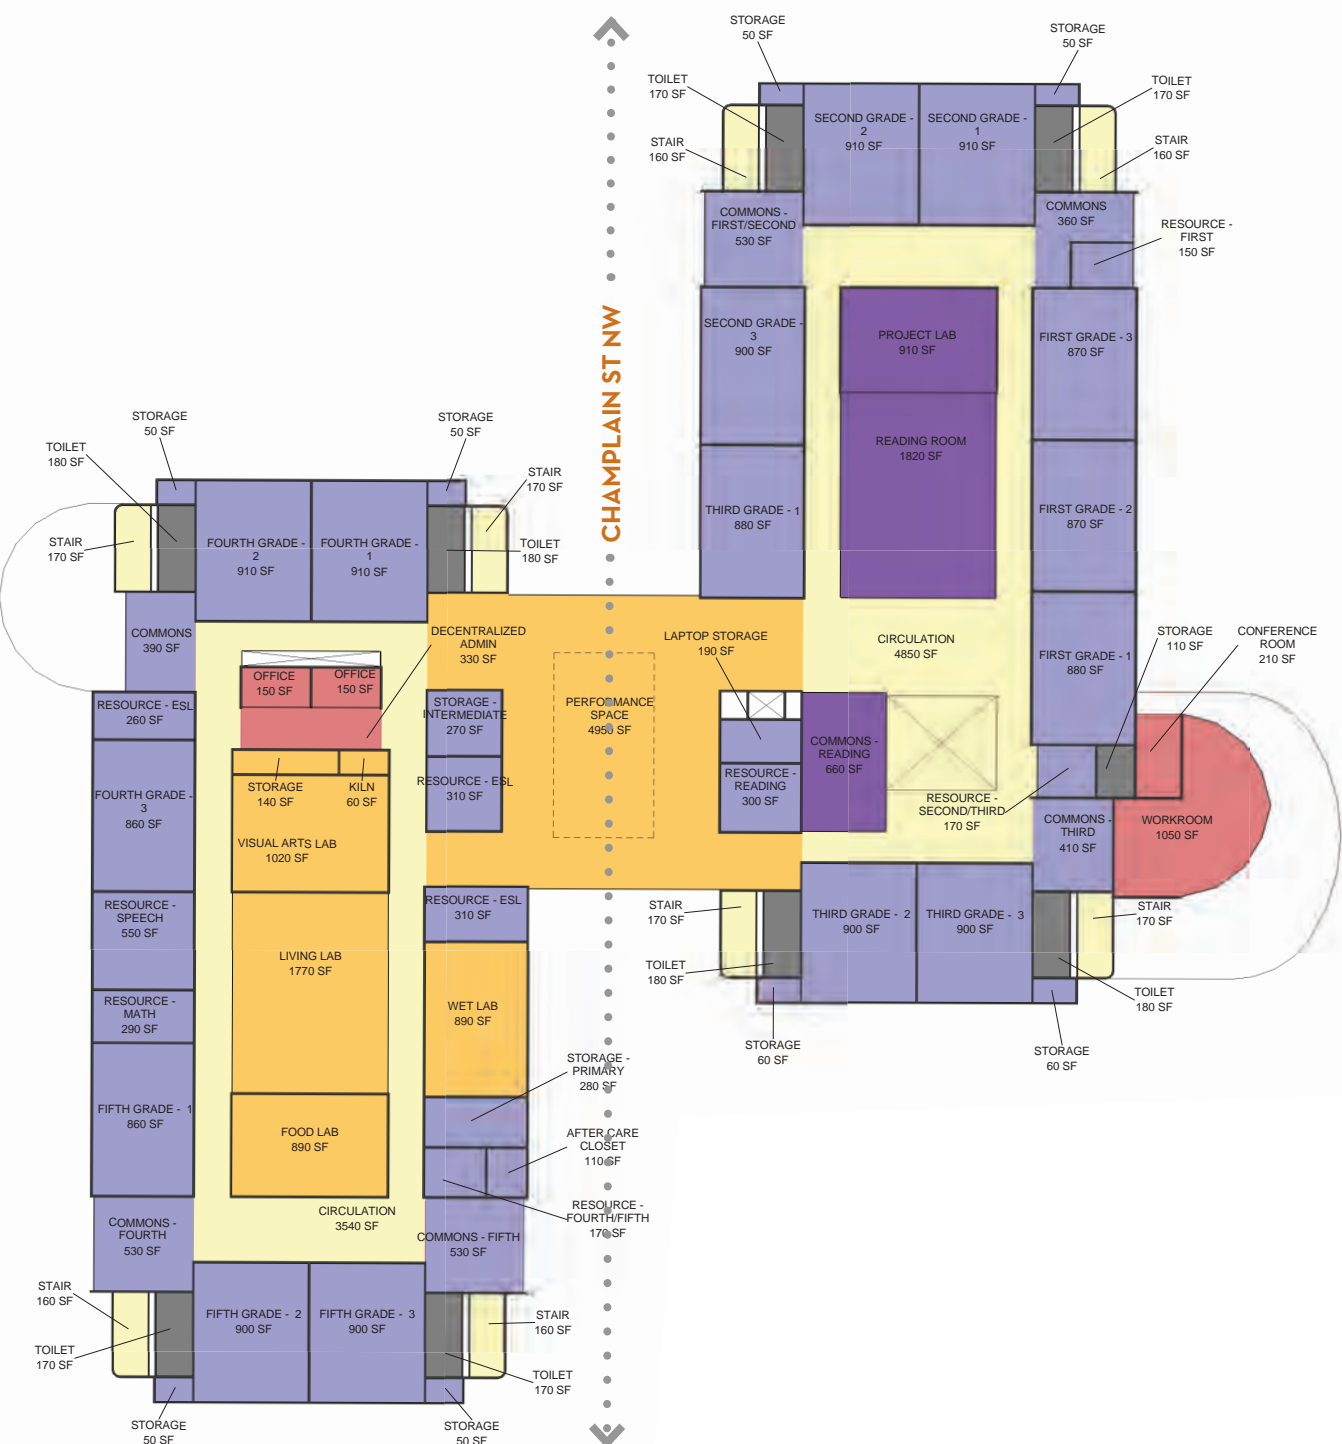 STORAGE
50 SF
STORAGE
50 SF
TOILET
170 SF
TOILET
170 SF
SECOND GRADE -
2
910 SF
SECOND GRADE -
1
910 SF
STAIR
160 SF
STAIR
160 SF
COMMONS -
FIRST/SECOND
530 SF
COMMONS
360 SF
RESOURCE -
FIRST
150 SF
CHAMPLAIN ST NW
SECOND GRADE -
3
900 SF
PROJECT LAB
910 SF
FIRST GRADE - 3
870 SF
READING ROOM
1820 SF
THIRD GRADE - 1
880 SF
FIRST GRADE - 2
870 SF
STORAGE
50 SF
STORAGE
50 SF
TOILET
180 SF
STAIR
170 SF
STAIR
170 SF
FOURTH GRADE -
2
910 SF
FOURTH GRADE -
1
910 SF
TOILET
180 SF
COMMONS
390 SF
DECENTRALIZED
ADMIN
330 SF
LAPTOP STORAGE
190 SF
CIRCULATION
4850 SF
FIRST GRADE - 1
880 SF
STORAGE
110 SF
CONFERENCE
ROOM
210 SF
OFFICE
150 SF
OFFICE
150 SF
RESOURCE - ESL
260 SF
STORAGE -
INTERMEDIATE
270 SF
PERFORMANCE
SPACE
4950 SF
COMMONS -
READING
660 SF
RESOURCE - ESL
310 SF
RESOURCE -
READING
300 SF
STORAGE
140 SF
KILN
60 SF
FOURTH GRADE -
3
860 SF
RESOURCE -
SECOND/THIRD
170 SF
COMMONS -
THIRD
410 SF
WORKROOM
1050 SF
VISUAL ARTS LAB
1020 SF
RESOURCE -
SPEECH
550 SF
RESOURCE - ESL
310 SF
STAIR
170 SF
THIRD GRADE - 2
900 SF
THIRD GRADE - 3
900 SF
STAIR
170 SF
LIVING LAB
1770 SF
TOILET
180 SF
TOILET
180 SF
RESOURCE -
MATH
290 SF
WET LAB
890 SF
STORAGE
60 SF
STORAGE
60 SF
STORAGE -
PRIMARY
280 SF
FIFTH GRADE - 1
860 SF
FOOD LAB
890 SF
AFTER CARE
CLOSET
110 SF
RESOURCE -
FOURTH/FIFTH
170 SF
CIRCULATION
3540 SF
COMMONS -
FOURTH
530 SF
COMMONS - FIFTH
530 SF
STAIR
160 SF
FIFTH GRADE - 2
900 SF
FIFTH GRADE - 3
900 SF
STAIR
160 SF
TOILET
170 SF
TOILET
170 SF
STORAGE
50 SF
STORAGE
50 SF